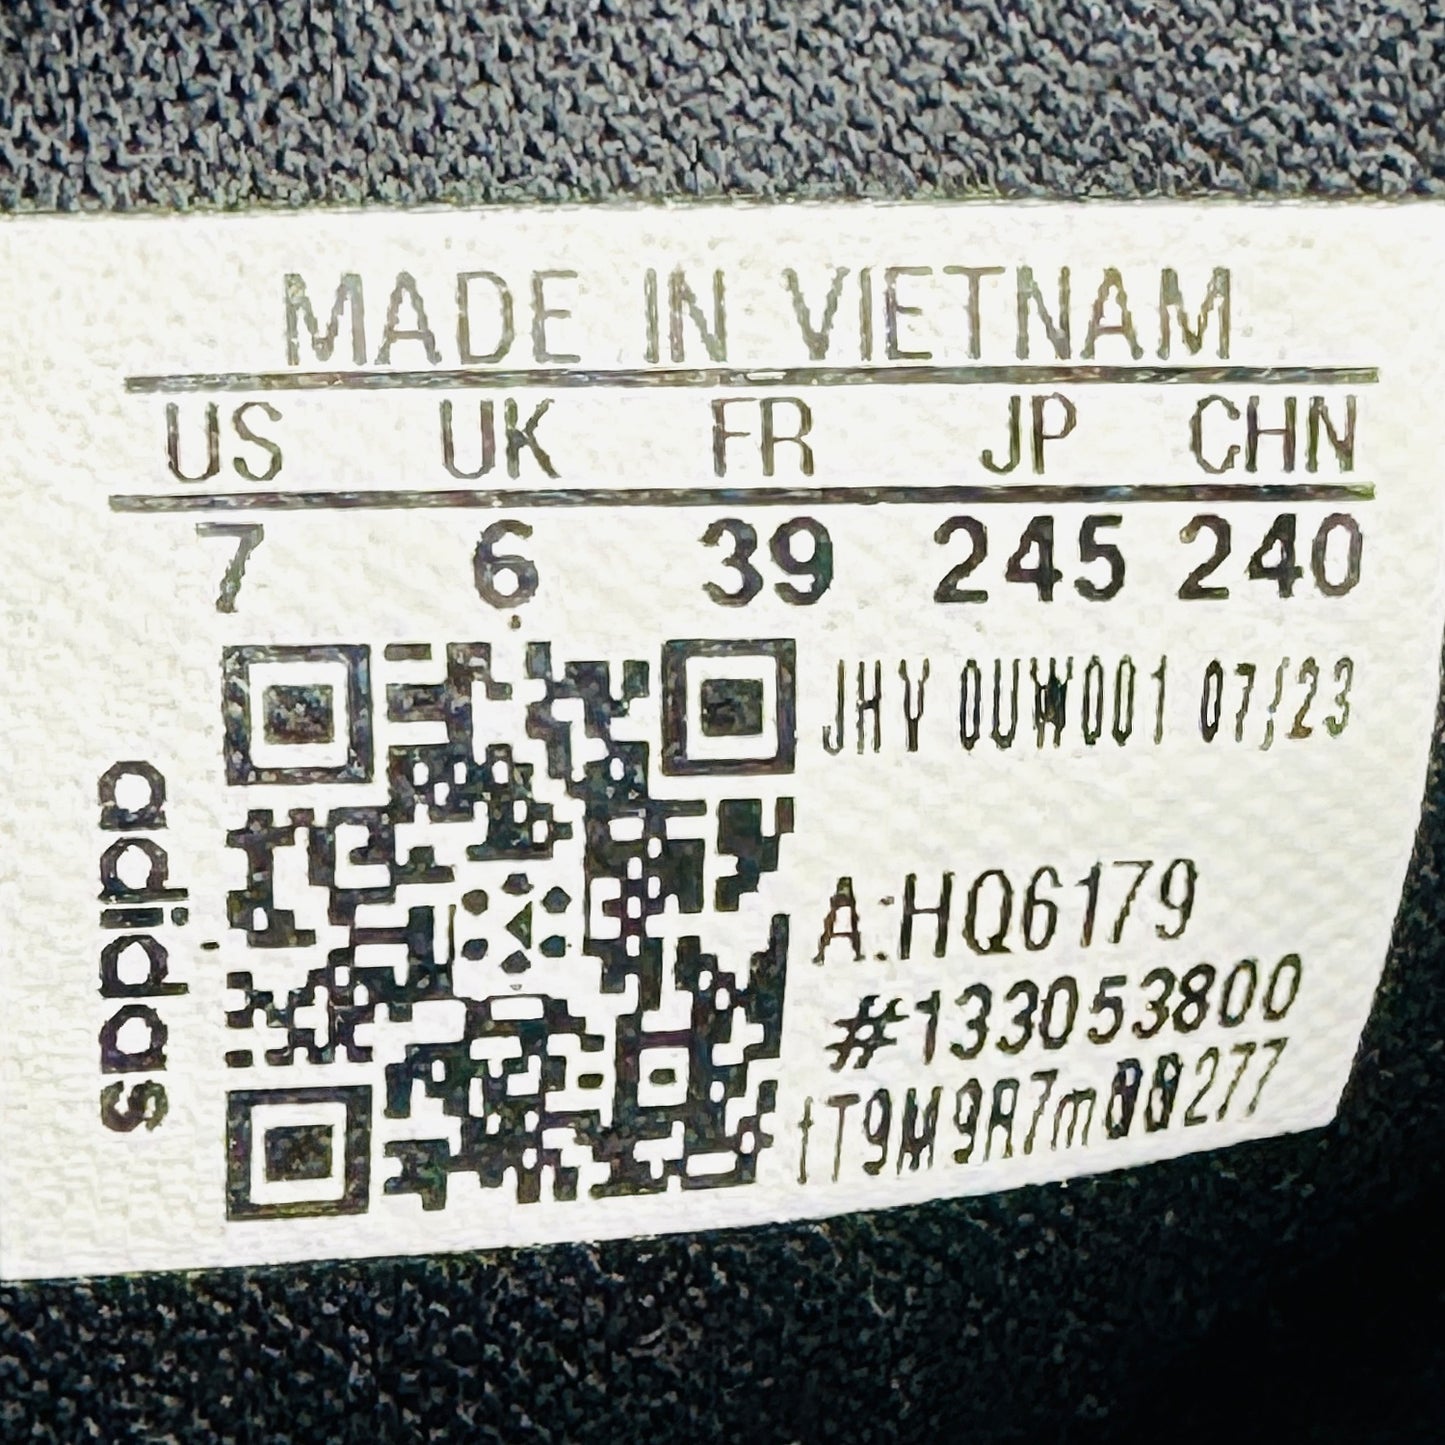 MADE IN VIETNAM
US UK FR JP CHN
7 6 39 245 240
JHV 0UW001 07/23
adidas
A:HQ6179
#133053800